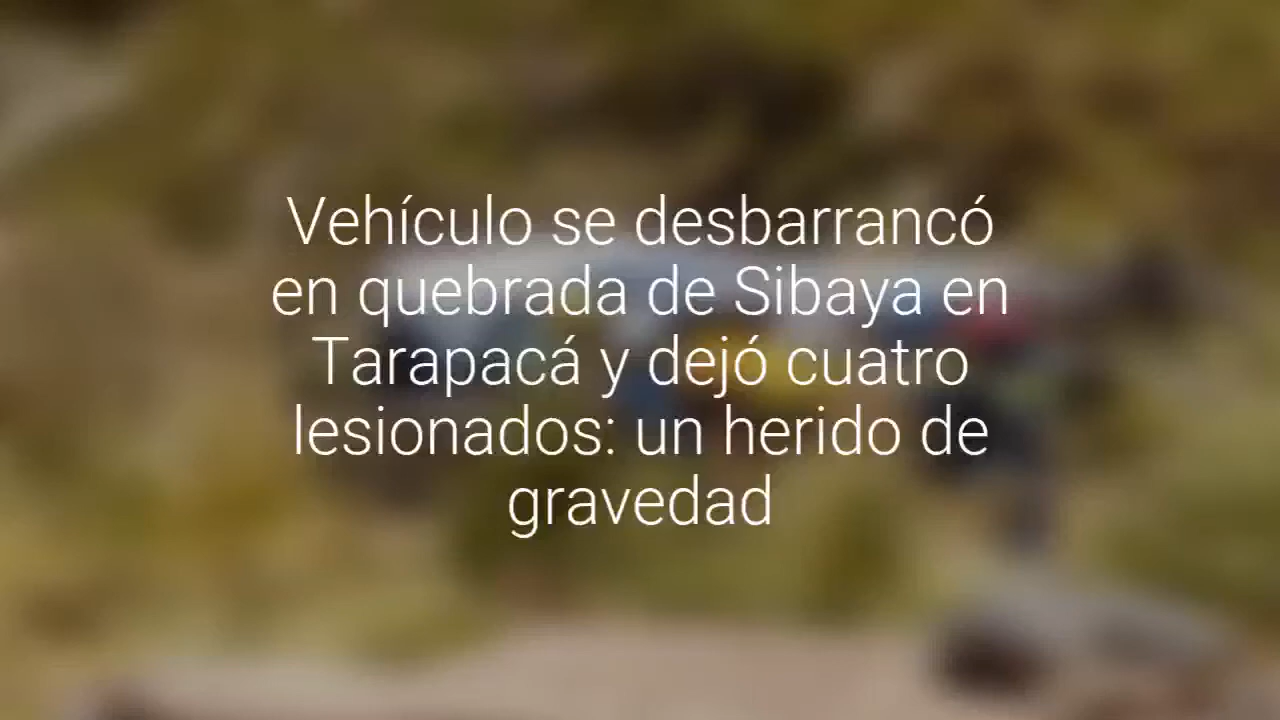 Vehículo se desbarrancó
en quebrada de Sibaya en
Tarapacá y dejó cuatro
lesionados: un herido de
gravedad